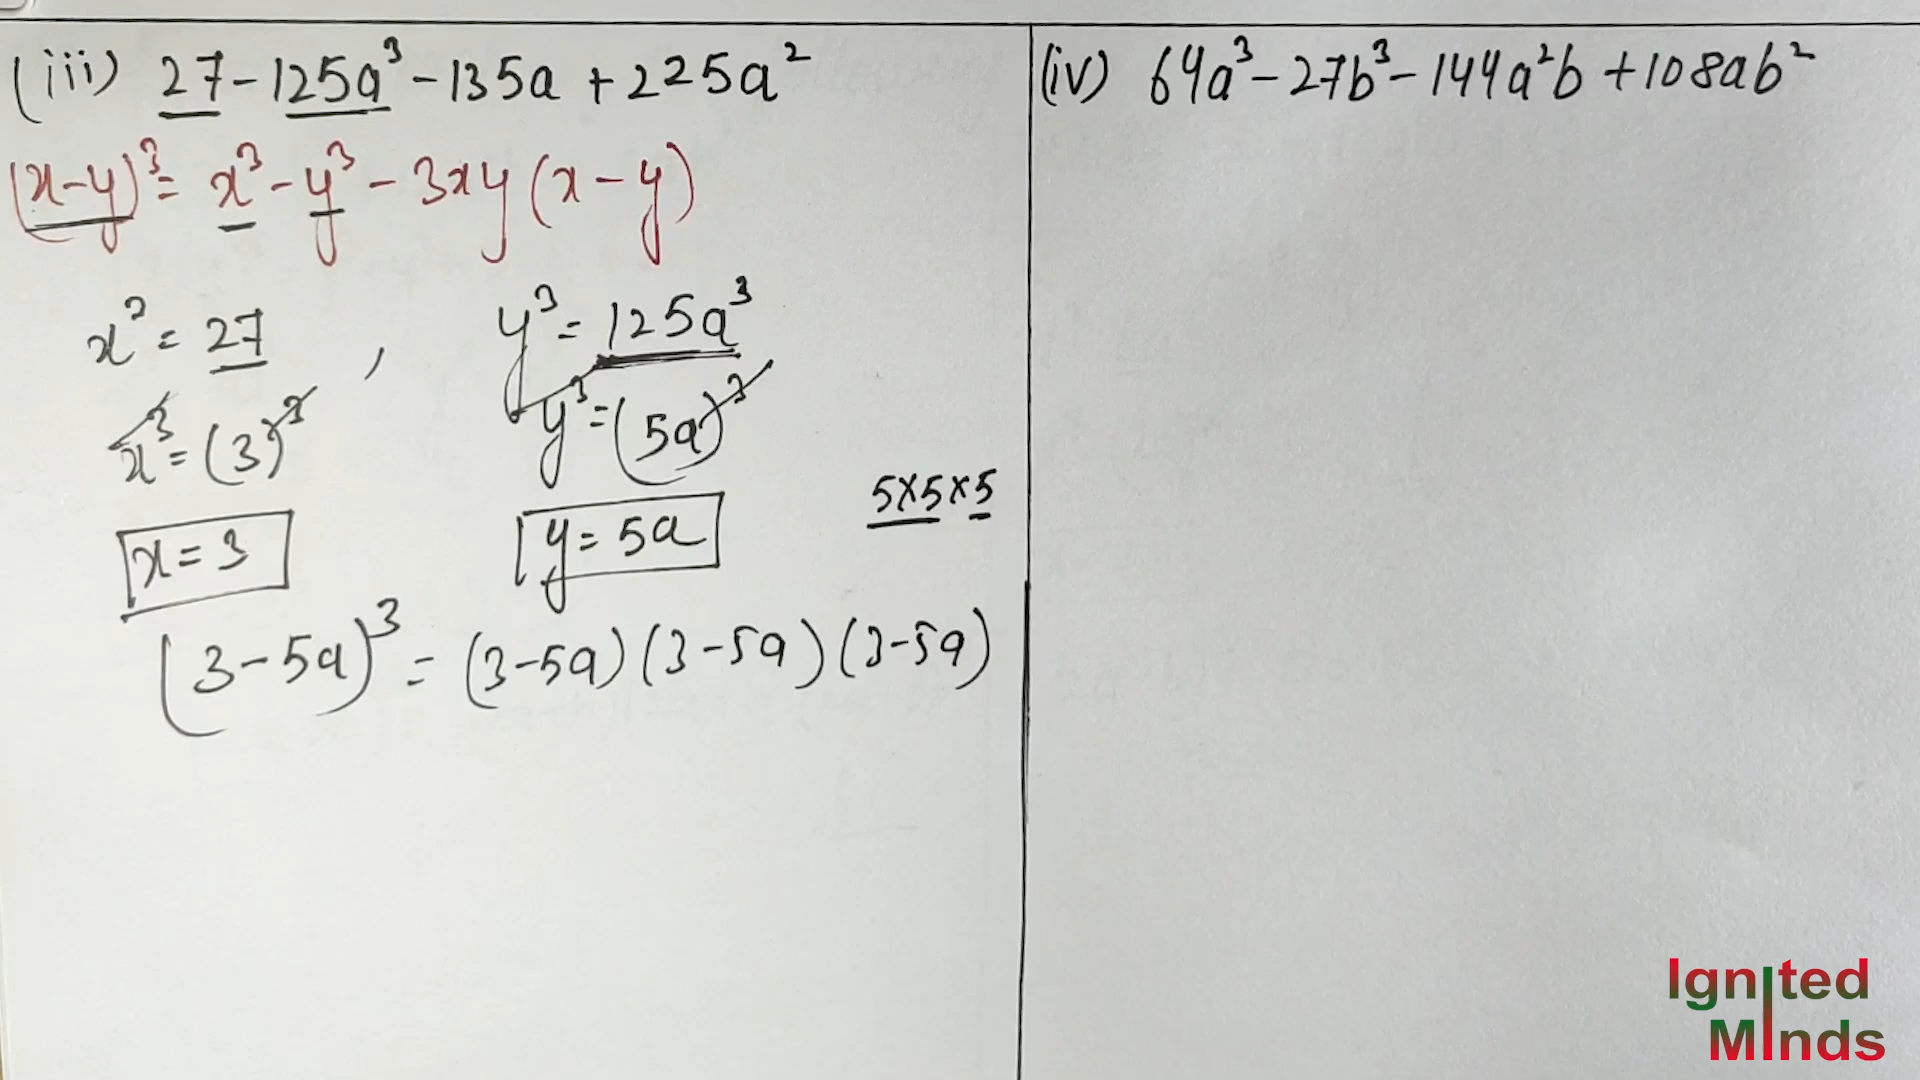 (iii) 27 - 125a³ - 135a + 225a²
(x-y)³ = x³ - y³ - 3xy(x-y)
x³ = 27 , y³ = 125a³
x³ = (3)³ y³ = (5a)³
5×5×5
x = 3 y = 5a
(3-5a)³ = (3-5a)(3-5a)(3-5a)
(iv) 64a³ - 27b³ - 144a²b + 108ab²
Ignited
Minds